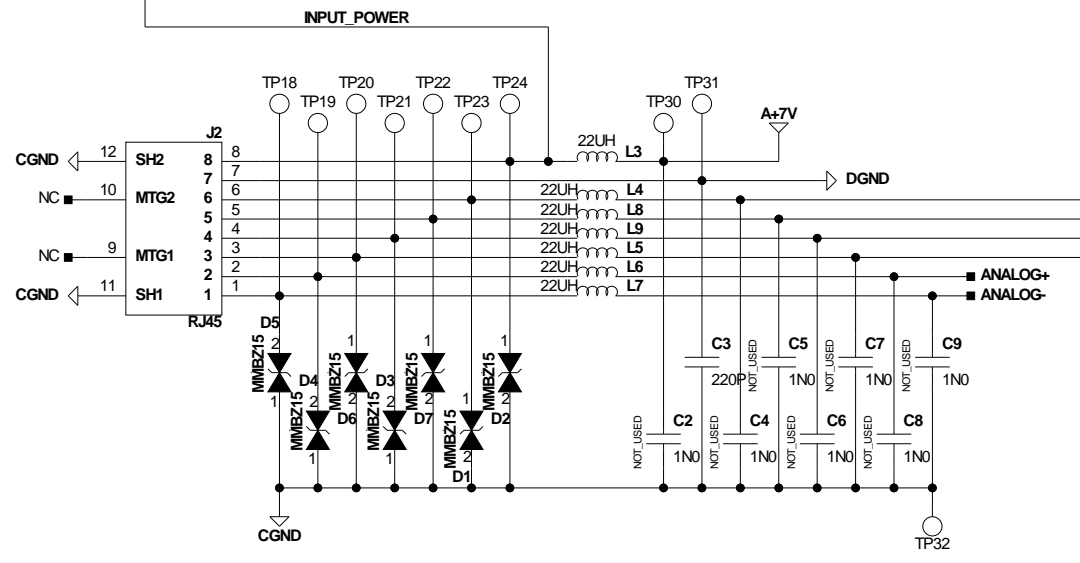 INPUT_POWER
TP18 TP20 TP22 TP24 TP31
TP19 TP21 TP23 TP30
A+7V
J2
22UH L3
CGND 12 SH2 8 8
7 7 DGND
NC 10 MTG2 6 6 22UH L4
5 5 22UH L8
4 4 22UH L9
NC 9 MTG1 3 3 22UH L5
2 2 22UH L6 ANALOG+
CGND 11 SH1 1 1 22UH L7 ANALOG-
RJ45
D5
2 1 1 1
MMBZ15 MMBZ15 MMBZ15 MMBZ15
C3 NOT_USED C5 NOT_USED C7 NOT_USED C9
220P 1N0 1N0 1N0
D4 D3
1 2 2 2 2 1 2
MMBZ15 MMBZ15 MMBZ15
D6 D7 D2
NOT_USED C2 NOT_USED C4 NOT_USED C6 NOT_USED C8
1N0 1N0 1N0 1N0
1 1 2
D1
CGND
TP32